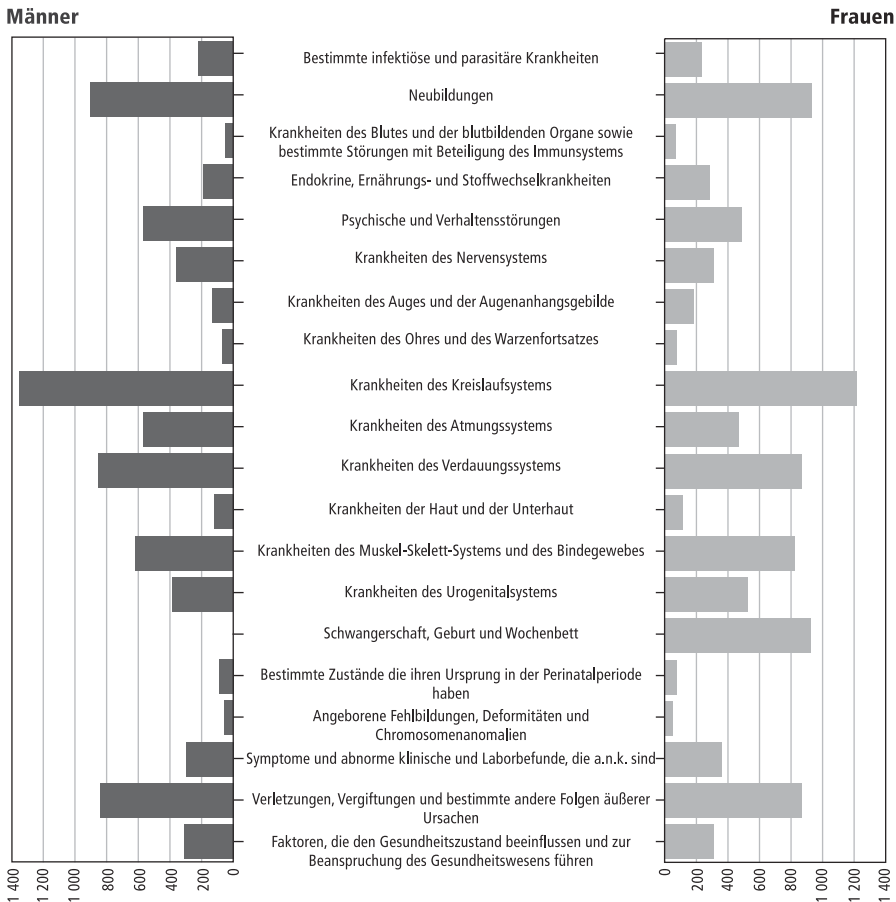 Männer
Frauen
Bestimmte infektiöse und parasitäre Krankheiten
Neubildungen
Krankheiten des Blutes und der blutbildenden Organe sowie
bestimmte Störungen mit Beteiligung des Immunsystems
Endokrine, Ernährungs- und Stoffwechselkrankheiten
Psychische und Verhaltensstörungen
Krankheiten des Nervensystems
Krankheiten des Auges und der Augenanhangsgebilde
Krankheiten des Ohres und des Warzenfortsatzes
Krankheiten des Kreislaufsystems
Krankheiten des Atmungssystems
Krankheiten des Verdauungssystems
Krankheiten der Haut und der Unterhaut
Krankheiten des Muskel-Skelett-Systems und des Bindegewebes
Krankheiten des Urogenitalsystems
Schwangerschaft, Geburt und Wochenbett
Bestimmte Zustände die ihren Ursprung in der Perinatalperiode
haben
Angeborene Fehlbildungen, Deformitäten und
Chromosomenanomalien
Symptome und abnorme klinische und Laborbefunde, die a.n.k. sind
Verletzungen, Vergiftungen und bestimmte andere Folgen äußerer
Ursachen
Faktoren, die den Gesundheitszustand beeinflussen und zur
Beanspruchung des Gesundheitswesens führen
1 400
1 200
1 000
800
600
400
200
0
0
200
400
600
800
1 000
1 200
1 400